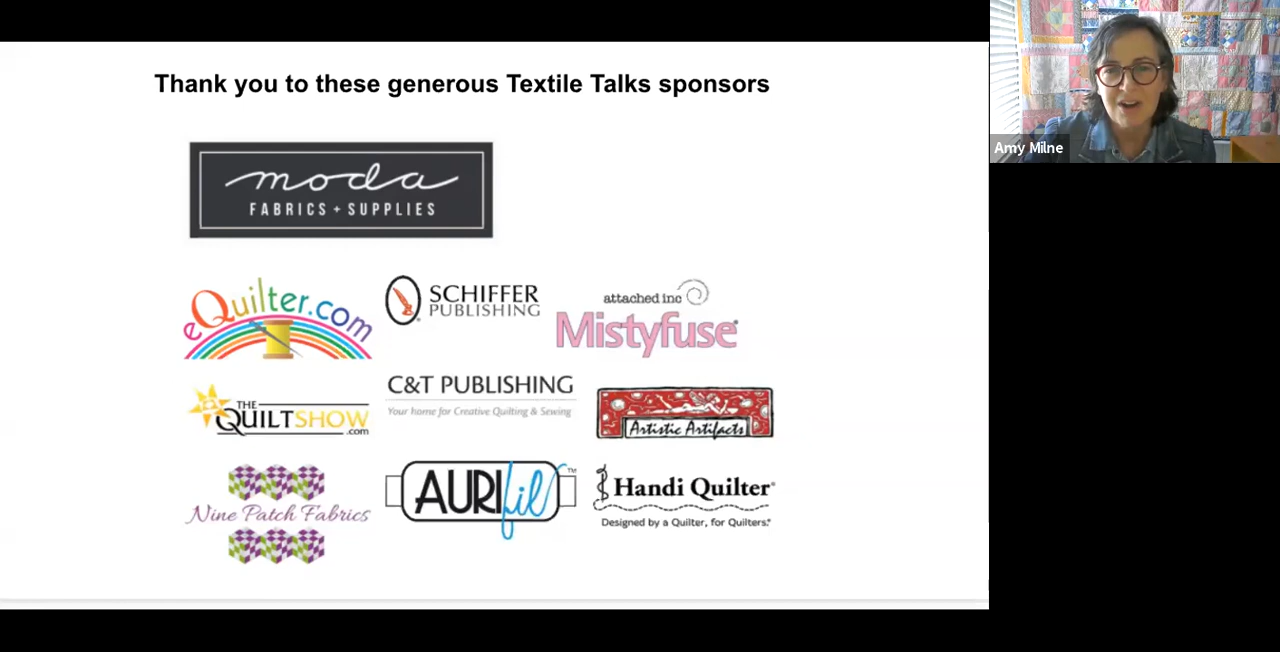 Thank you to these generous Textile Talks sponsors
Amy Milne
moda
FABRICS + SUPPLIES
eQuilter.com
SCHIFFER
PUBLISHING
attached inc
Mistyfuse®
THE
QUILTSHOW
.com
C&T PUBLISHING
Your home for Creative Quilting & Sewing
Artistic Artifacts
Nine Patch Fabrics
AURIfil™
Handi Quilter®
Designed by a Quilter, for Quilters.®